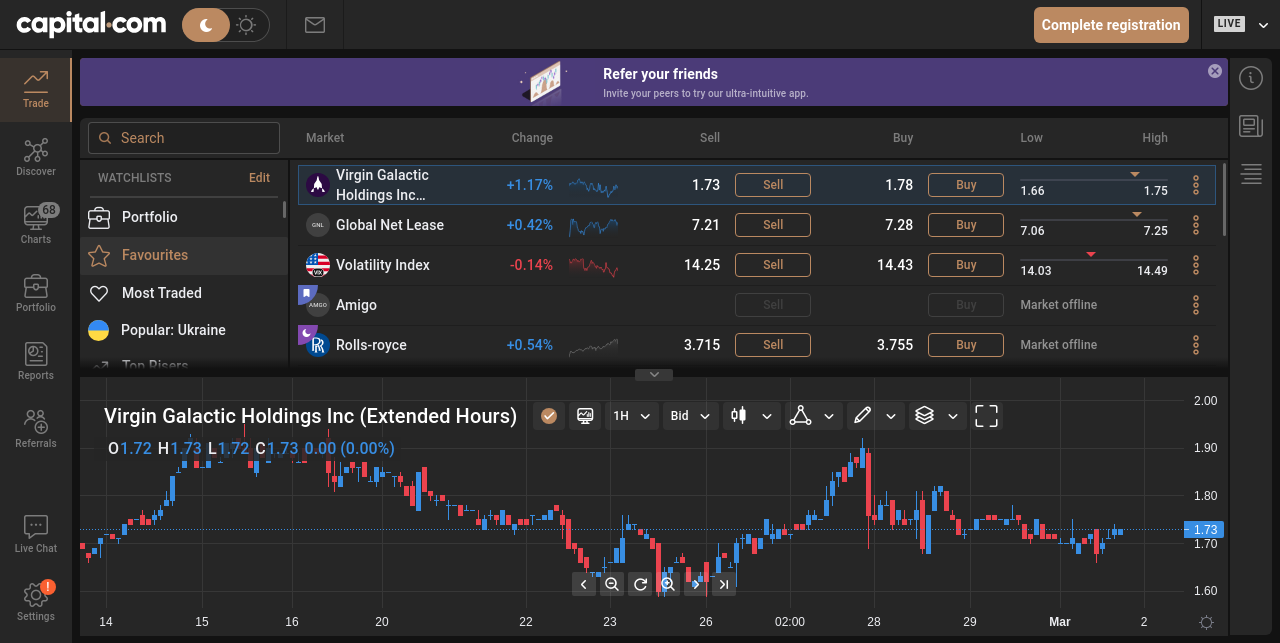 capital.com
Complete registration
LIVE
Refer your friends
Invite your peers to try our ultra-intuitive app.
Trade
Discover
68
Charts
Portfolio
Reports
Referrals
Live Chat
!
Settings
Search
WATCHLISTS Edit
Portfolio
Favourites
Most Traded
Popular: Ukraine
Top Risers
Market Change Sell Buy Low High
Virgin Galactic
Holdings Inc… +1.17% 1.73 Sell 1.78 Buy 1.66 1.75
GNL Global Net Lease +0.42% 7.21 Sell 7.28 Buy 7.06 7.25
VIX Volatility Index -0.14% 14.25 Sell 14.43 Buy 14.03 14.49
AMGO Amigo Sell Buy Market offline
Rolls-royce +0.54% 3.715 Sell 3.755 Buy Market offline
Virgin Galactic Holdings Inc (Extended Hours) 1H Bid
O1.72 H1.73 L1.72 C1.73 0.00 (0.00%)
2.00
1.90
1.80
1.73
1.70
1.60
14 15 16 20 22 23 26 02:00 28 29 Mar 2